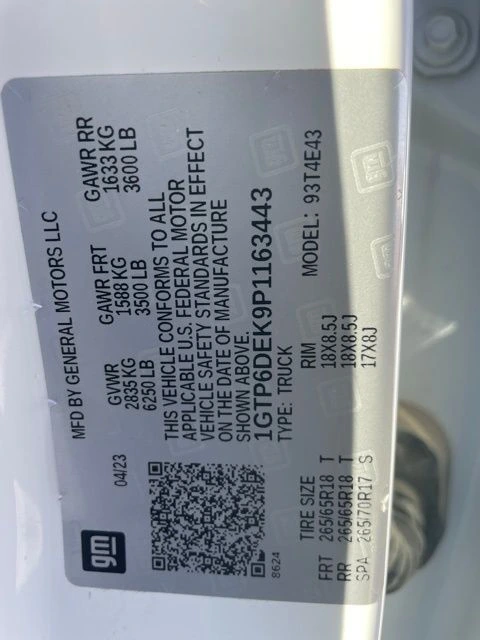 gm
MFD BY GENERAL MOTORS LLC
04/23
GVWR GAWR FRT GAWR RR
2835 KG 1588 KG 1633 KG
6250 LB 3500 LB 3600 LB
THIS VEHICLE CONFORMS TO ALL
APPLICABLE U.S. FEDERAL MOTOR
VEHICLE SAFETY STANDARDS IN EFFECT
ON THE DATE OF MANUFACTURE
SHOWN ABOVE.
1GTP6DEK9P1163443
TYPE: TRUCK MODEL: 93T4E43
8624
TIRE SIZE RIM
FRT 265/65R18 T 18X8.5J
RR 265/65R18 T 18X8.5J
SPA 265/70R17 S 17X8J